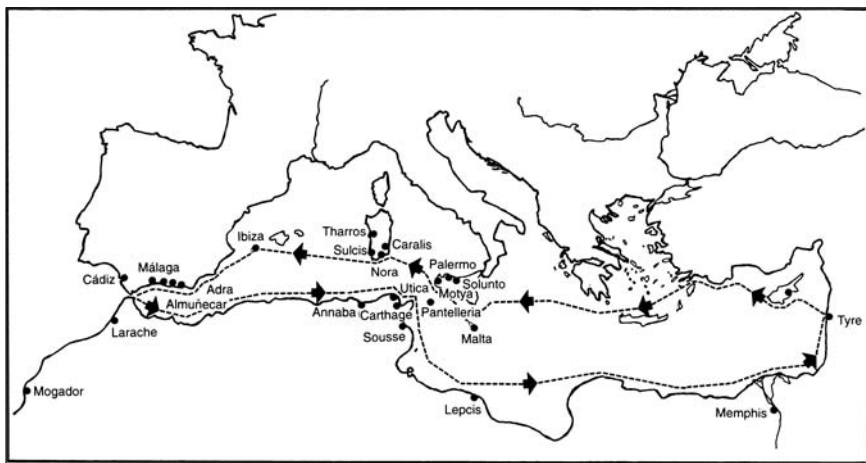 Tharros
Ibiza
Caralis
Sulcis
Palermo
Nora
Cádiz
Málaga
Solunto
Utica
Motya
Adra
Almuñecar
Pantelleria
Annaba
Carthage
Larache
Tyre
Sousse
Malta
Mogador
Lepcis
Memphis